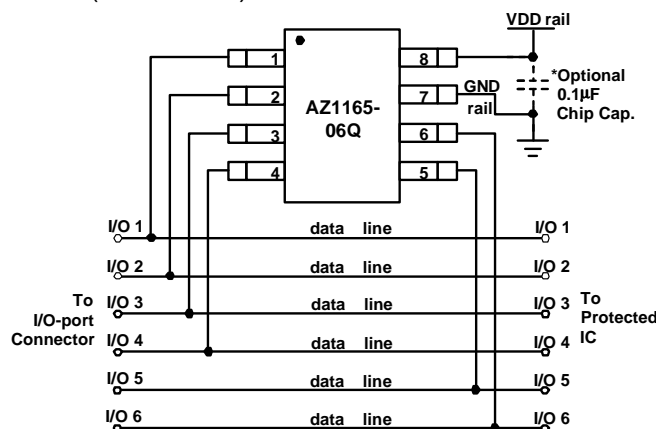 VDD rail
1
8
2
7
GND
rail
*Optional
0.1µF
Chip Cap.
AZ1165-
06Q
3
6
4
5
I/O 1 data line I/O 1
I/O 2 data line I/O 2
To
I/O-port
Connector
I/O 3 data line I/O 3
To
Protected
IC
I/O 4 data line I/O 4
I/O 5 data line I/O 5
I/O 6 data line I/O 6